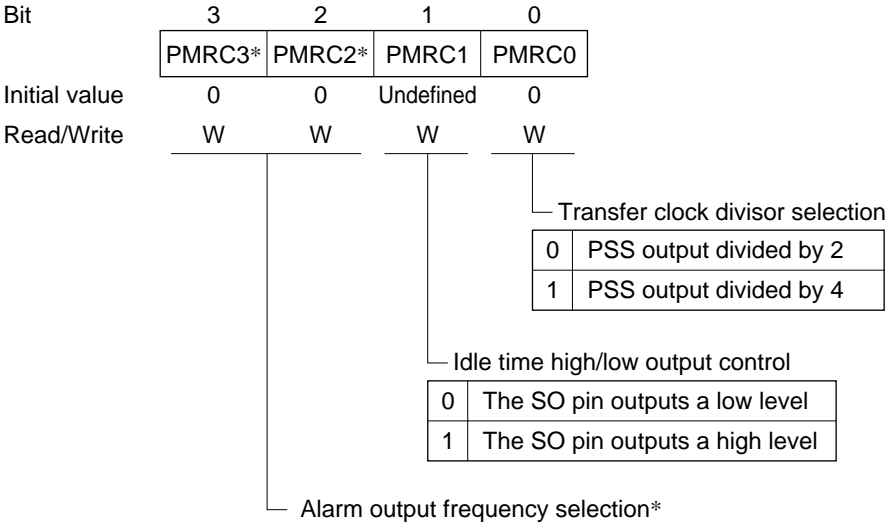 Bit 3 2 1 0
PMRC3* PMRC2* PMRC1 PMRC0
Initial value 0 0 Undefined 0
Read/Write W W W W
Transfer clock divisor selection
0 PSS output divided by 2
1 PSS output divided by 4
Idle time high/low output control
0 The SO pin outputs a low level
1 The SO pin outputs a high level
Alarm output frequency selection*